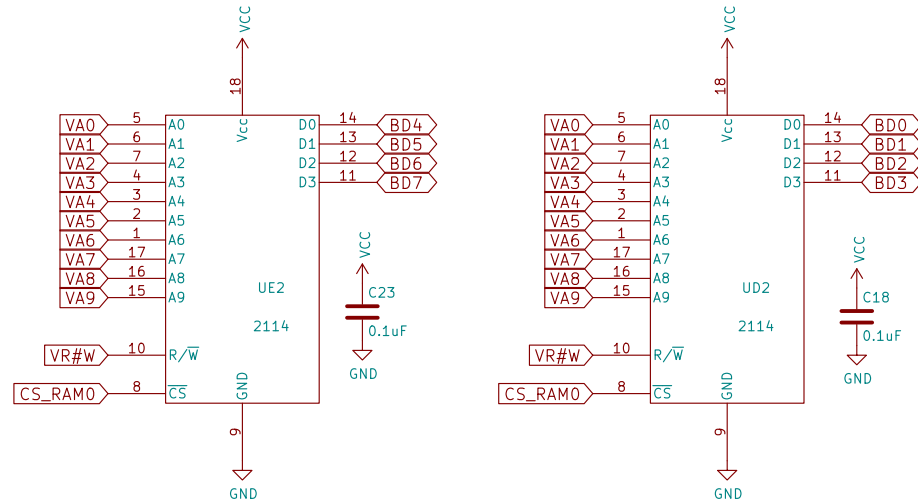 VCC
18
Vcc
VA0 5 A0 D0 14 BD4
VA1 6 A1 D1 13 BD5
VA2 7 A2 D2 12 BD6
VA3 4 A3 D3 11 BD7
VA4 3 A4
VA5 2 A5
VA6 1 A6
VA7 17 A7
VA8 16 A8
VA9 15 A9
UE2
2114
VR#W 10 R/W̅
CS_RAM0 8 C̅S̅
GND
9
GND
VCC
C23
0.1uF
GND
VCC
18
Vcc
VA0 5 A0 D0 14 BD0
VA1 6 A1 D1 13 BD1
VA2 7 A2 D2 12 BD2
VA3 4 A3 D3 11 BD3
VA4 3 A4
VA5 2 A5
VA6 1 A6
VA7 17 A7
VA8 16 A8
VA9 15 A9
UD2
2114
VR#W 10 R/W̅
CS_RAM0 8 C̅S̅
GND
9
GND
VCC
C18
0.1uF
GND